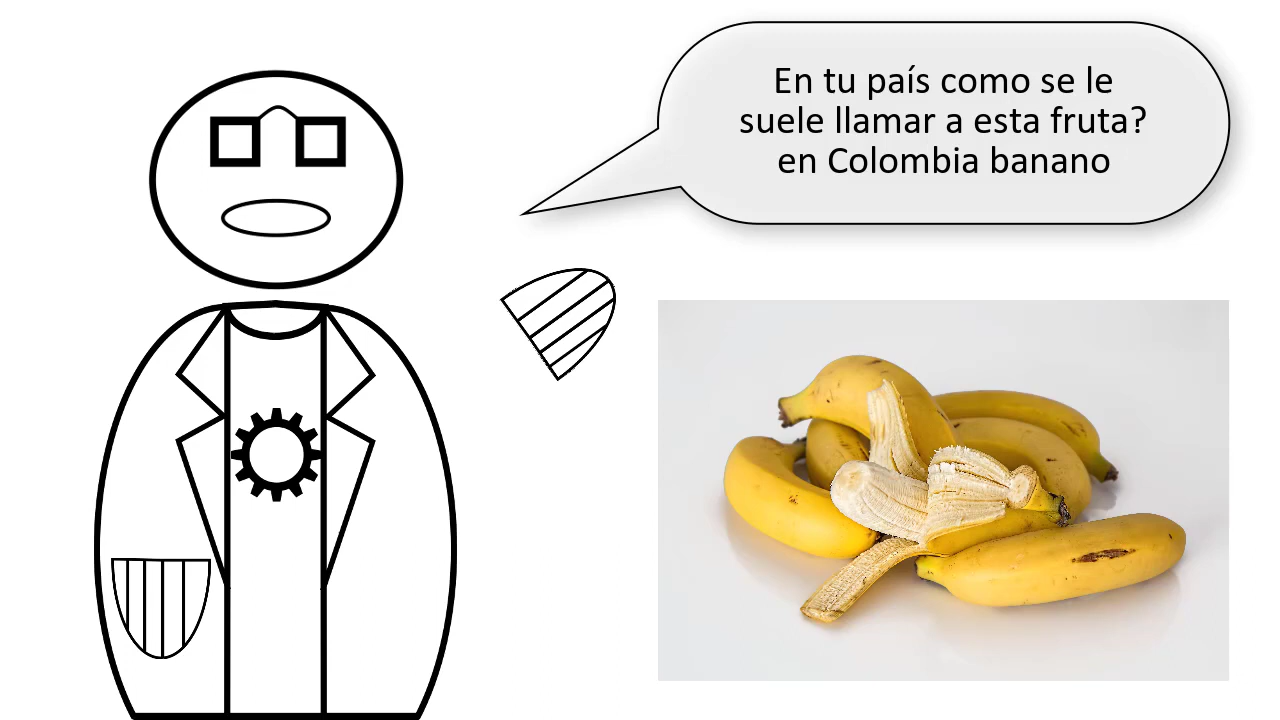 En tu país como se le
suele llamar a esta fruta?
en Colombia banano